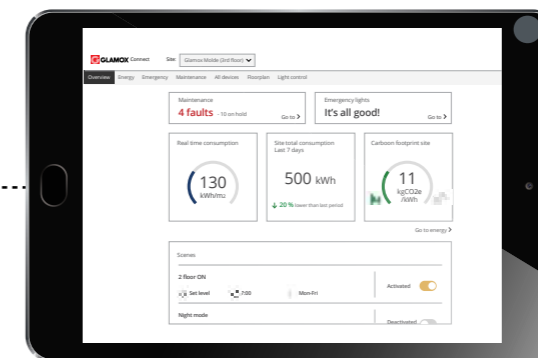 GLAMOX Connect Site: Glamox Molde (3rd floor)
Overview Energy Emergency Maintenance All devices Floorplan Light control
Maintenance
4 faults - 10 on hold Go to >
Emergency lights
It's all good! Go to >
Real time consumption
130
kWh/m2
Site total consumption
Last 7 days
500 kWh
20 % lower than last period
Carboon footprint site
11
kgCO2e
/kWh
Go to energy >
Scenes
2 floor ON
Set level 7:00 Mon-Fri
Activated
Night mode
Deactivated